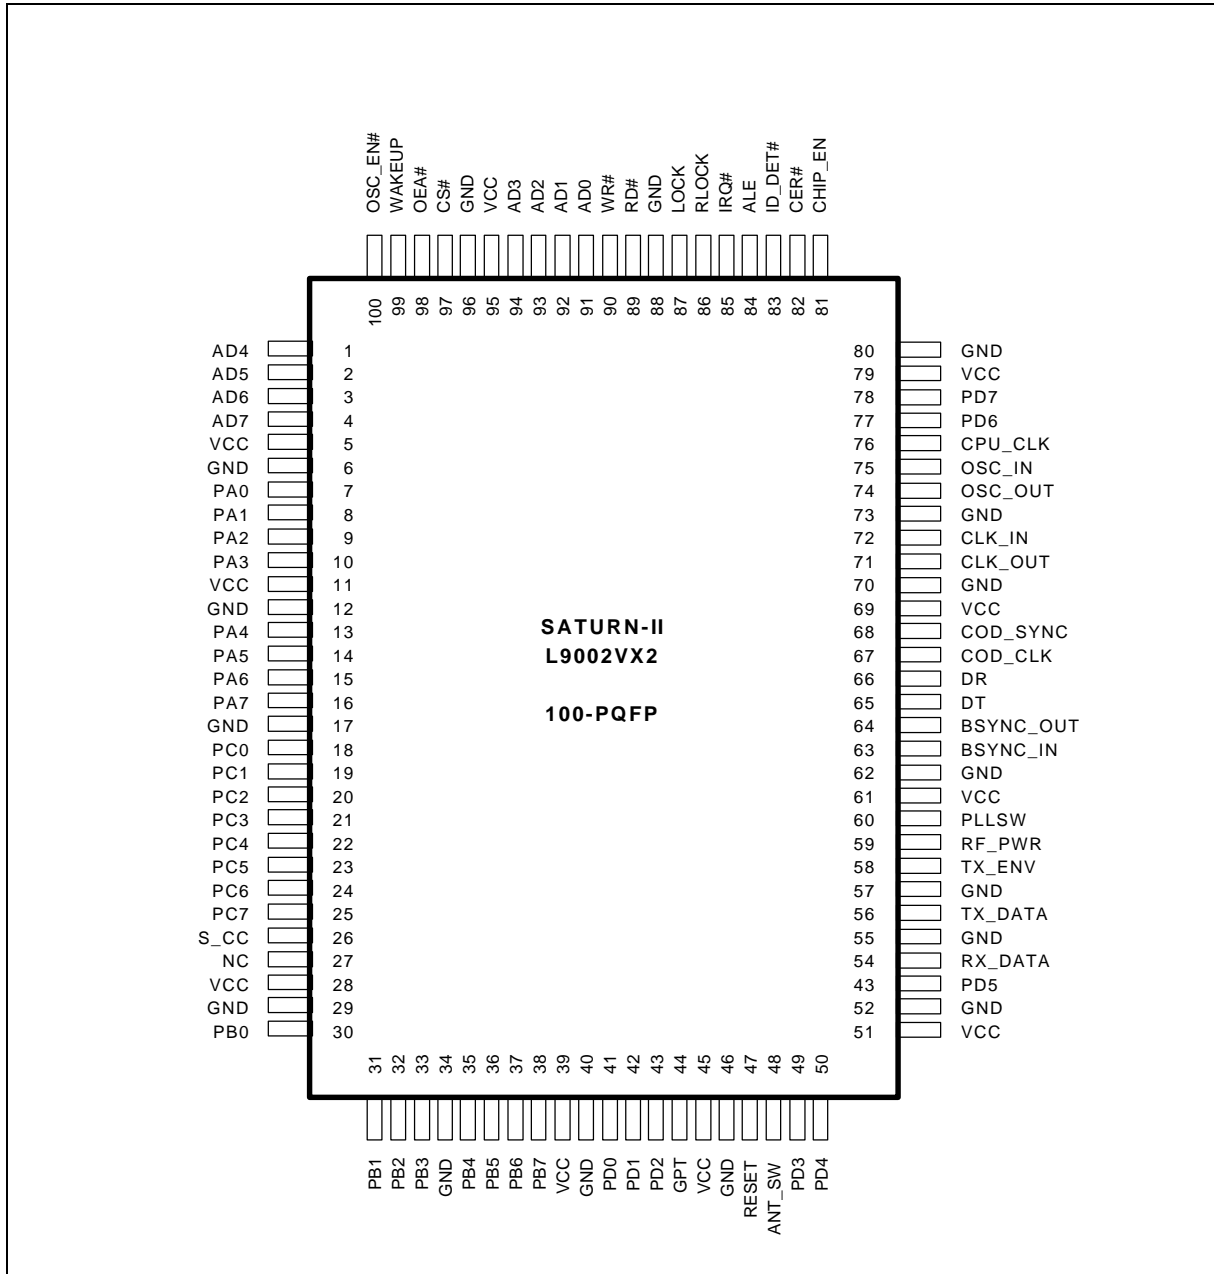 OSC_EN# WAKEUP OEA# CS# GND VCC AD3 AD2 AD1 AD0 WR# RD# GND LOCK RLOCK IRQ# ALE ID_DET# CER# CHIP_EN
100 99 98 97 96 95 94 93 92 91 90 89 88 87 86 85 84 83 82 81
AD4 1 80 GND
AD5 2 79 VCC
AD6 3 78 PD7
AD7 4 77 PD6
VCC 5 76 CPU_CLK
GND 6 75 OSC_IN
PA0 7 74 OSC_OUT
PA1 8 73 GND
PA2 9 72 CLK_IN
PA3 10 71 CLK_OUT
VCC 11 70 GND
GND 12 69 VCC
SATURN-II
PA4 13 68 COD_SYNC
L9002VX2
PA5 14 67 COD_CLK
PA6 15 66 DR
PA7 16 65 DT
100-PQFP
GND 17 64 BSYNC_OUT
PC0 18 63 BSYNC_IN
PC1 19 62 GND
PC2 20 61 VCC
PC3 21 60 PLLSW
PC4 22 59 RF_PWR
PC5 23 58 TX_ENV
PC6 24 57 GND
PC7 25 56 TX_DATA
S_CC 26 55 GND
NC 27 54 RX_DATA
VCC 28 43 PD5
GND 29 52 GND
PB0 30 51 VCC
31 32 33 34 35 36 37 38 39 40 41 42 43 44 45 46 47 48 49 50
PB1 PB2 PB3 GND PB4 PB5 PB6 PB7 VCC GND PD0 PD1 PD2 GPT VCC GND RESET ANT_SW PD3 PD4